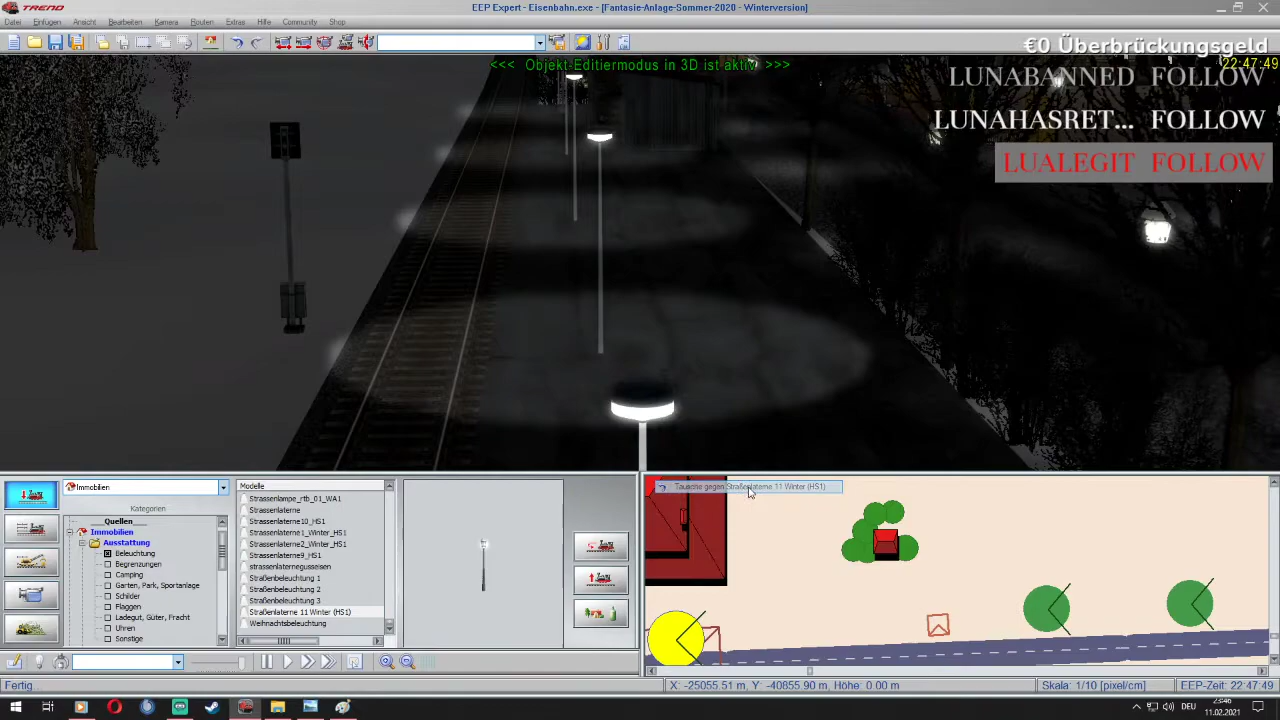 TREND
EEP Expert - Eisenbahn.exe - [Fantasie-Anlage-Sommer-2020 - Winterversion]
Datei Einfügen Ansicht Bearbeiten Kamera Routen Extras Hilfe Community Shop
€0 Überbrückungsgeld
<<< Objekt-Editiermodus in 3D ist aktiv >>>
22:47:49
LUNABANNED FOLLOW
LUNAHASRET... FOLLOW
LUALEGIT FOLLOW
Immobilien
Kategorien
__Quellen__
Immobilien
Ausstattung
Beleuchtung
Begrenzungen
Camping
Garten, Park, Spielplatz
Schilder
Flaggen
Ladegut, Güter, Fracht
Uhren
Sonstige
Modelle
Strassenlampe_rtb_01_WA1
Strassenlaterne
Strassenlaterne10_HS1
Strassenlaterne1_Winter_HS1
Strassenlaterne2_Winter_HS1
Strassenlaterne9_HS1
strassenlaternegusseisen
Straßenbeleuchtung 1
Straßenbeleuchtung 2
Straßenbeleuchtung 3
Straßenlaterne 11 Winter (HS1)
Weihnachtsbeleuchtung
Tausche gegen Straßenlaterne 11 Winter (HS1)
Fertig
X: -25055.51 m, Y: -40855.90 m, Höhe: 0.00 m
Skala: 1/10 [pixel/cm]
EEP-Zeit: 22:47:49
DEU
23:46
11.02.2021